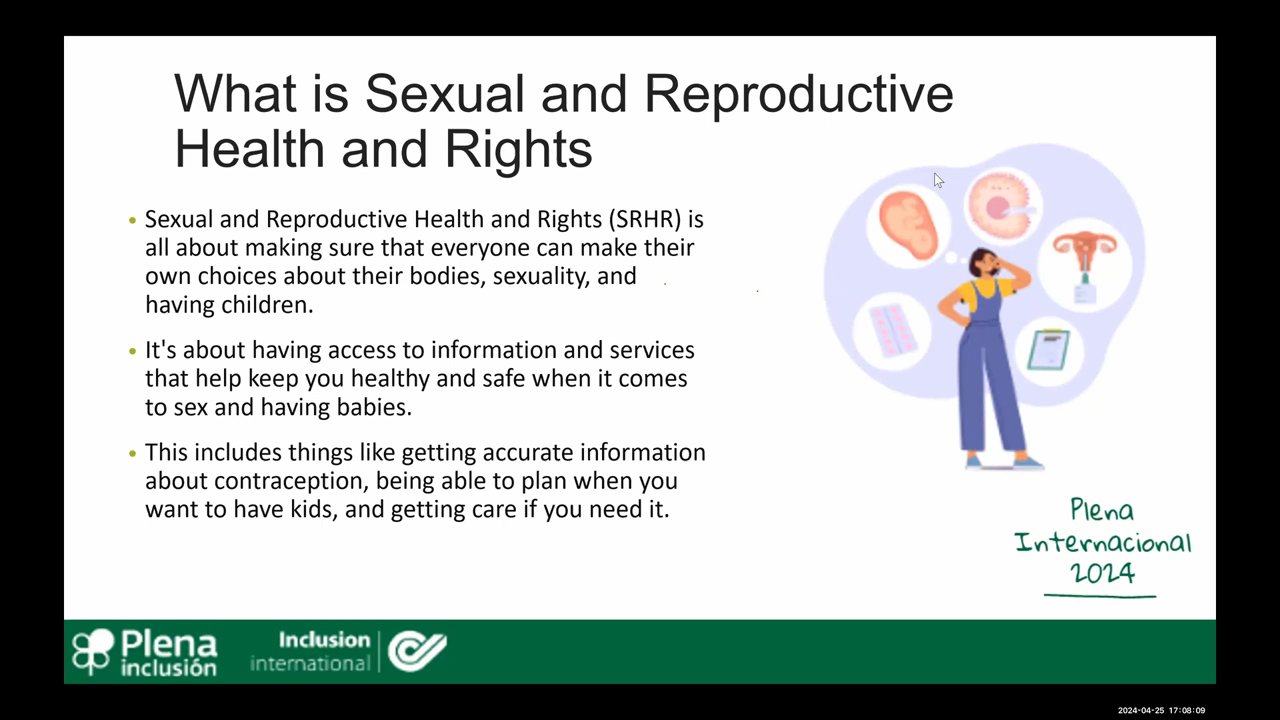 What is Sexual and Reproductive
Health and Rights
• Sexual and Reproductive Health and Rights (SRHR) is
all about making sure that everyone can make their
own choices about their bodies, sexuality, and
having children.
• It's about having access to information and services
that help keep you healthy and safe when it comes
to sex and having babies.
• This includes things like getting accurate information
about contraception, being able to plan when you
want to have kids, and getting care if you need it.
Plena
Internacional
2024
Plena
inclusión
Inclusion
international
2024-04-25 17:08:09